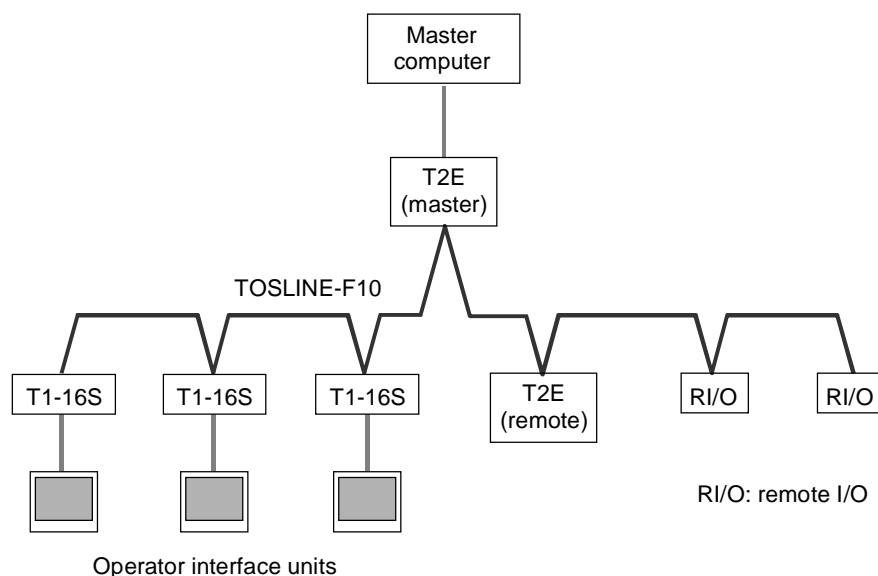 Master
computer
T2E
(master)
TOSLINE-F10
T1-16S
T1-16S
T1-16S
T2E
(remote)
RI/O
RI/O
RI/O: remote I/O
Operator interface units